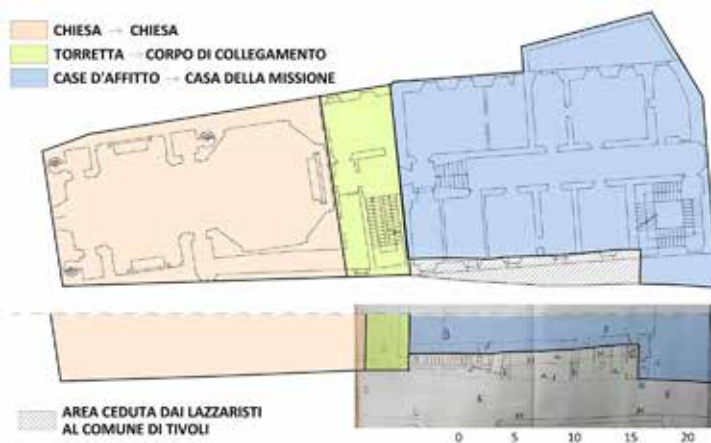 CHIESA → CHIESA
TORRETTA → CORPO DI COLLEGAMENTO
CASE D'AFFITTO → CASA DELLA MISSIONE
AREA CEDUTA DAI LAZZARISTI
AL COMUNE DI TIVOLI
0 5 10 15 20